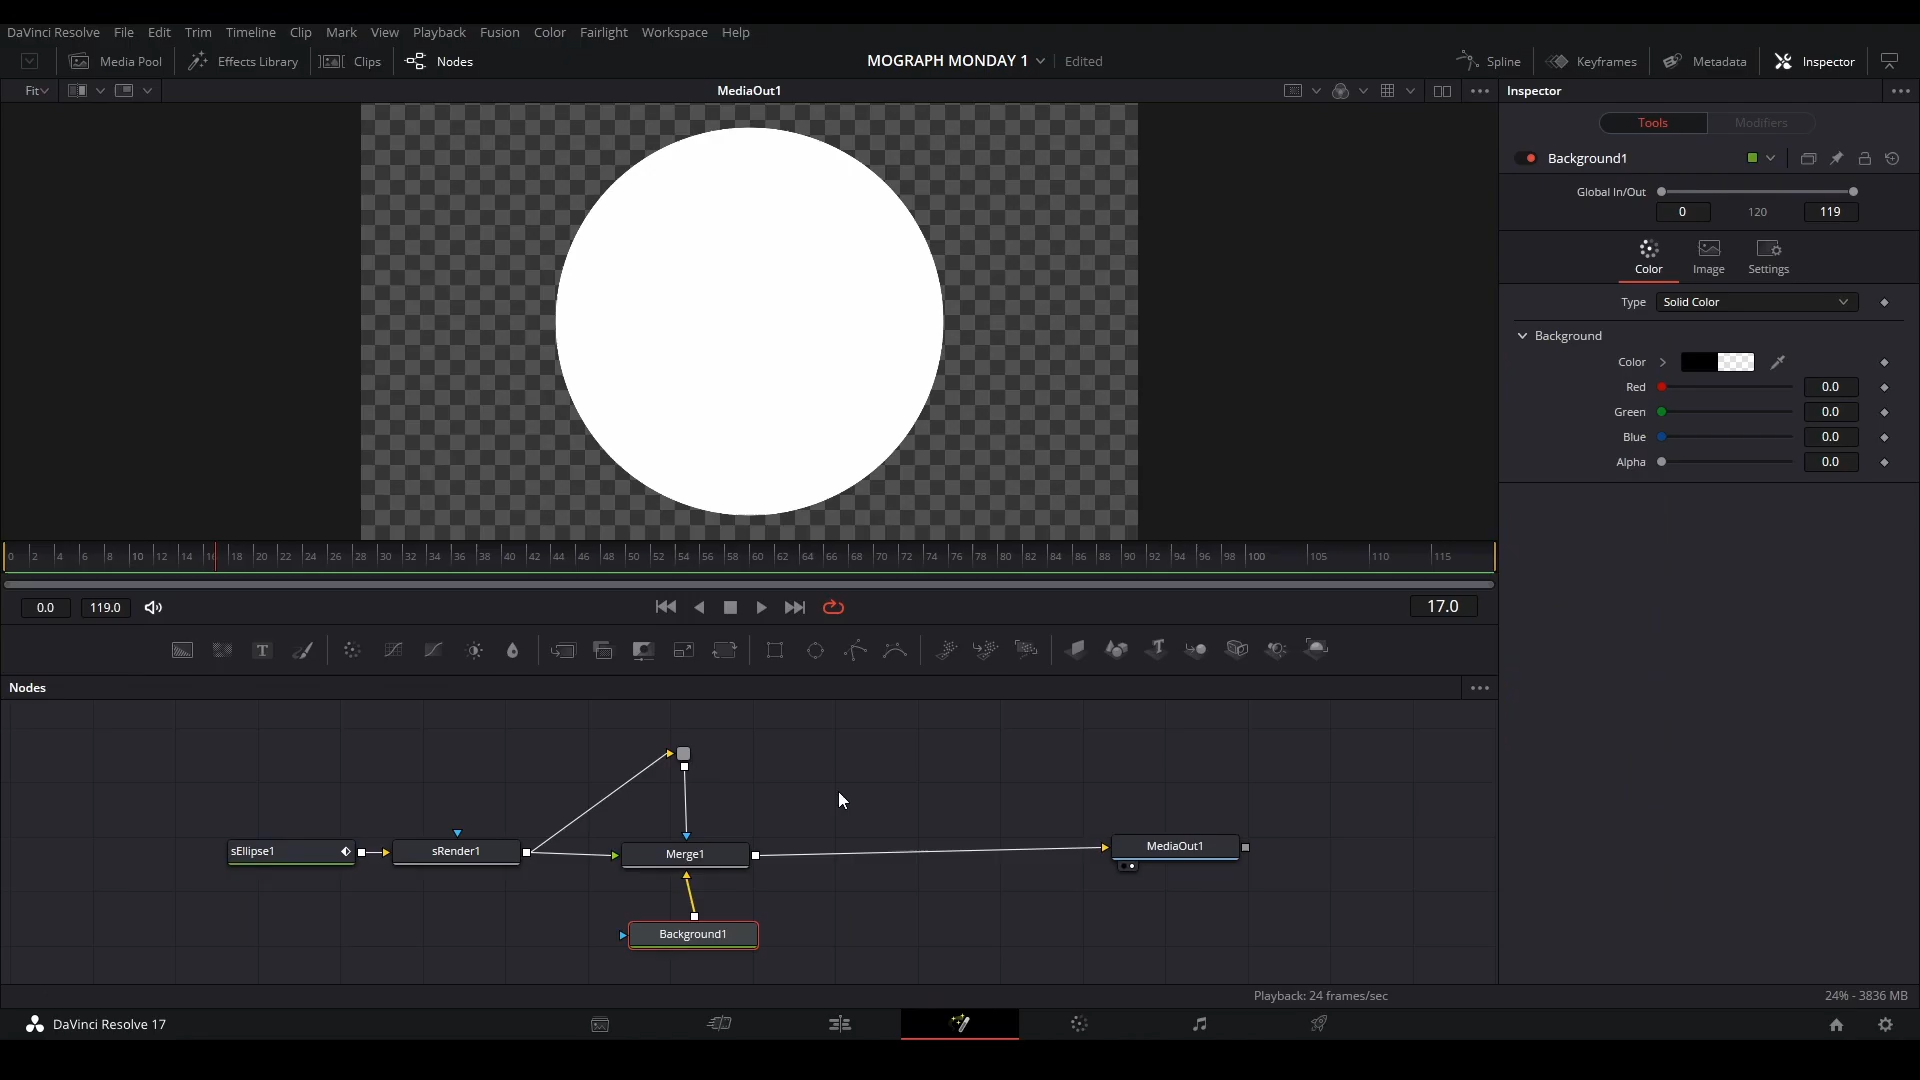 DaVinci Resolve File Edit Trim Timeline Clip Mark View Playback Fusion Color Fairlight Workspace Help
Media Pool Effects Library Clips Nodes MOGRAPH MONDAY 1 Edited Spline Keyframes Metadata Inspector
Fit MediaOut1 Inspector
Tools Modifiers
Background1
Global In/Out
0 120 119
Color Image Settings
Type Solid Color
Background
Color
Red 0.0
Green 0.0
Blue 0.0
Alpha 0.0
0 2 4 6 8 10 12 14 16 18 20 22 24 26 28 30 32 34 36 38 40 42 44 46 48 50 52 54 56 58 60 62 64 66 68 70 72 74 76 78 80 82 84 86 88 90 92 94 96 98 100 105 110 115
0.0 119.0 17.0
T T
Nodes
sEllipse1 sRender1 Merge1 MediaOut1
Background1
Playback: 24 frames/sec 24% - 3836 MB
DaVinci Resolve 17